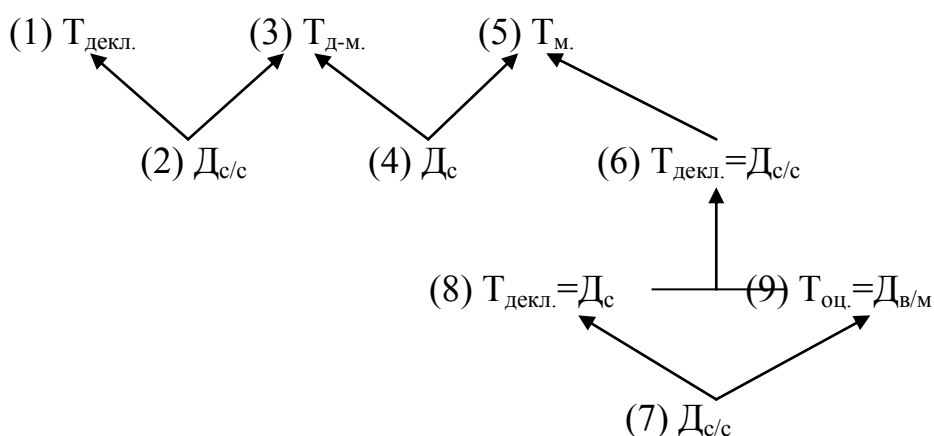 (1) Тдекл. (3) Тд-м. (5) Тм.
(2) Дс/с (4) Дс (6) Тдекл.=Дс/с
(8) Тдекл.=Дс (9) Точ.=Дв/м
(7) Дс/с